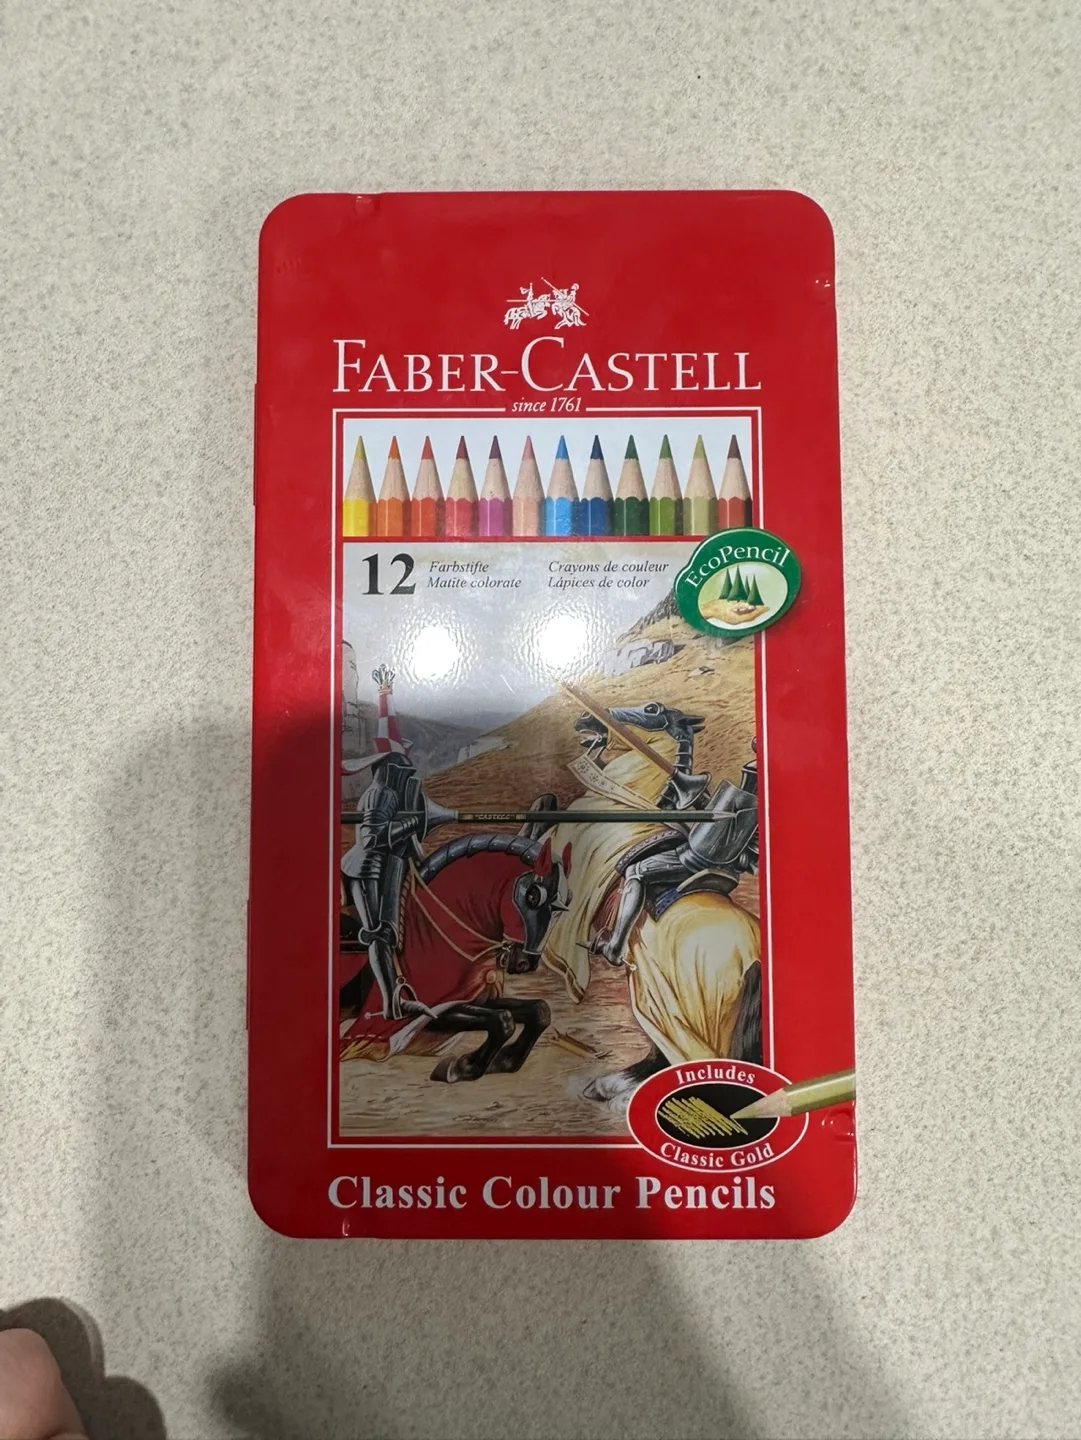 FABER-CASTELL
since 1761
12
Farbstifte
Matite colorate
Crayons de couleur
Lápices de color
EcoPencil
"CASTELL"
Includes
Classic Gold
Classic Colour Pencils